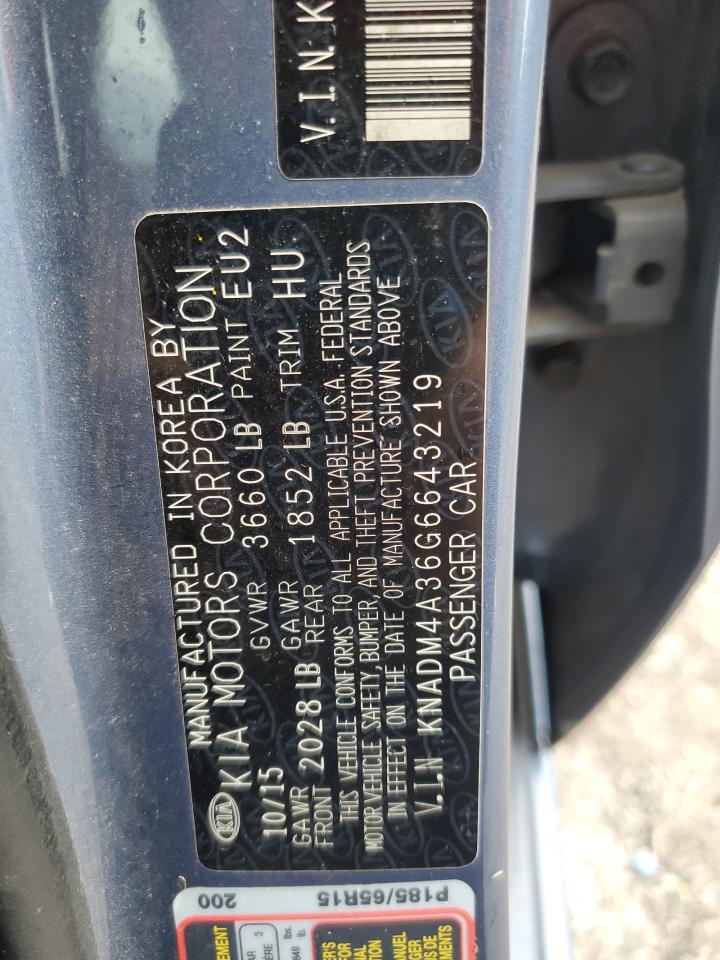 V.I.N. K
KIA
MANUFACTURED IN KOREA BY
KIA MOTORS CORPORATION
10/15 GVWR 3660 LB PAINT EU2
GAWR FRONT 2028 LB GAWR REAR 1852 LB TRIM HU
THIS VEHICLE CONFORMS TO ALL APPLICABLE U.S.A. FEDERAL
MOTOR VEHICLE SAFETY, BUMPER, AND THEFT PREVENTION STANDARDS
IN EFFECT ON THE DATE OF MANUFACTURE SHOWN ABOVE
V.I.N KNADM4A36G6643219
PASSENGER CAR
200
P185/65R15